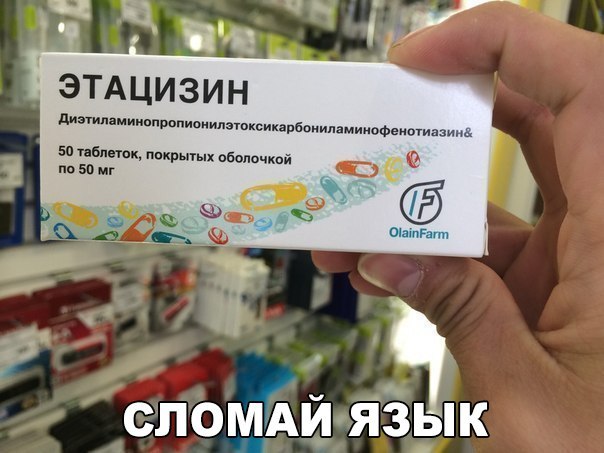 ЭТАЦИЗИН
Диэтиламинопропионилэтоксикарбониламинофенотиазин&
50 таблеток, покрытых оболочкой
по 50 мг
OlainFarm
СЛОМАЙ ЯЗЫК